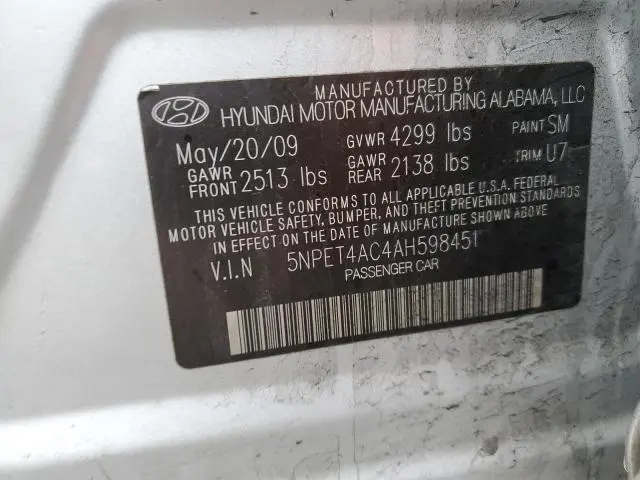 MANUFACTURED BY
HYUNDAI MOTOR MANUFACTURING ALABAMA, LLC
May/20/09 GVWR 4299 lbs PAINT SM
GAWR FRONT 2513 lbs GAWR REAR 2138 lbs TRIM U7
THIS VEHICLE CONFORMS TO ALL APPLICABLE U.S.A. FEDERAL
MOTOR VEHICLE SAFETY, BUMPER, AND THEFT PREVENTION STANDARDS
IN EFFECT ON THE DATE OF MANUFACTURE SHOWN ABOVE
V.I.N 5NPET4AC4AH598451
PASSENGER CAR